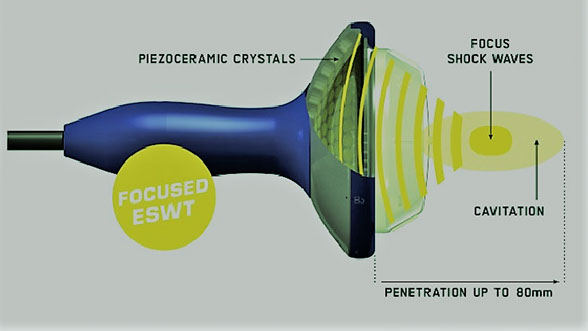 PIEZOCERAMIC CRYSTALS
FOCUS
SHOCK WAVES
FOCUSED
ESWT
CAVITATION
PENETRATION UP TO 80mm